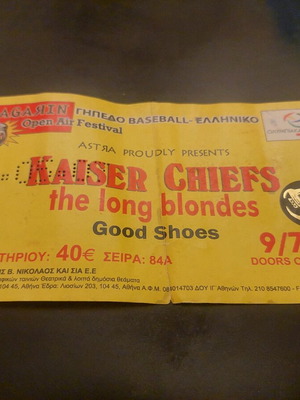 AGARIN ΓΗΠΕΔΟ BASEBALL - ΕΛΛΗΝΙΚΟ
Open Air Festival
ASTRA PROUDLY PRESENTS
KAISER CHIEFS
the long blondes
Good Shoes
ΤΗΡΙΟΥ: 40€ ΣΕΙΡΑ: 84Α 9/7
DOORS O
Σ Β. ΝΙΚΟΛΑΟΣ ΚΑΙ ΣΙΑ Ε.Ε
104 45, Αθήνα Έδρα: Λιοσίων 203, 104 45, Αθήνα Α.Φ.Μ. 084014703 ΔΟΥ ΙΓ' Αθηνών Τηλ. 210 8547600 - F